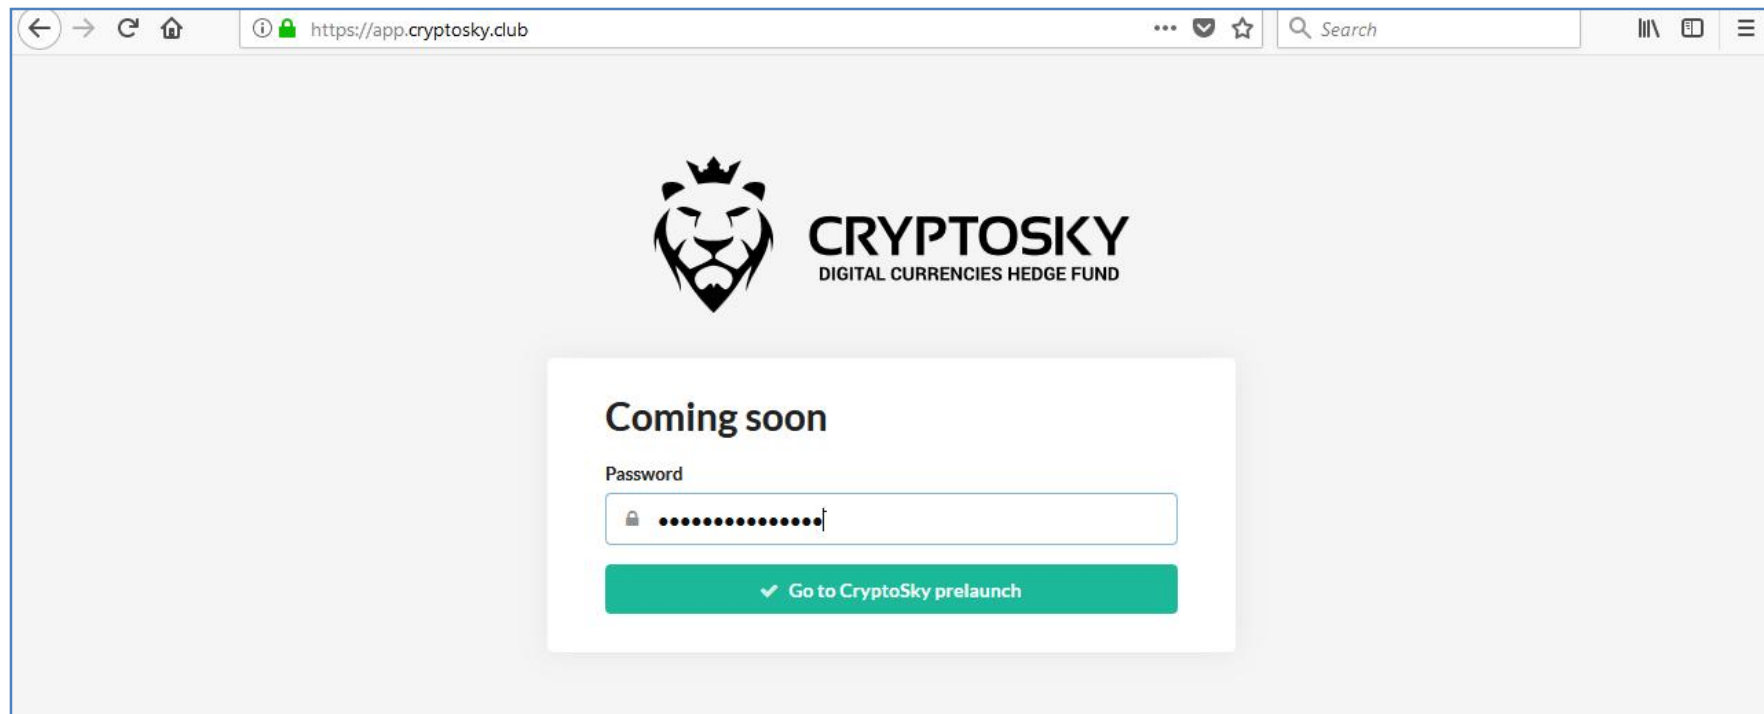 https://app.cryptosky.club
Search
CRYPTOSKY
DIGITAL CURRENCIES HEDGE FUND
Coming soon
Password
•••••••••••••••
Go to CryptoSky prelaunch